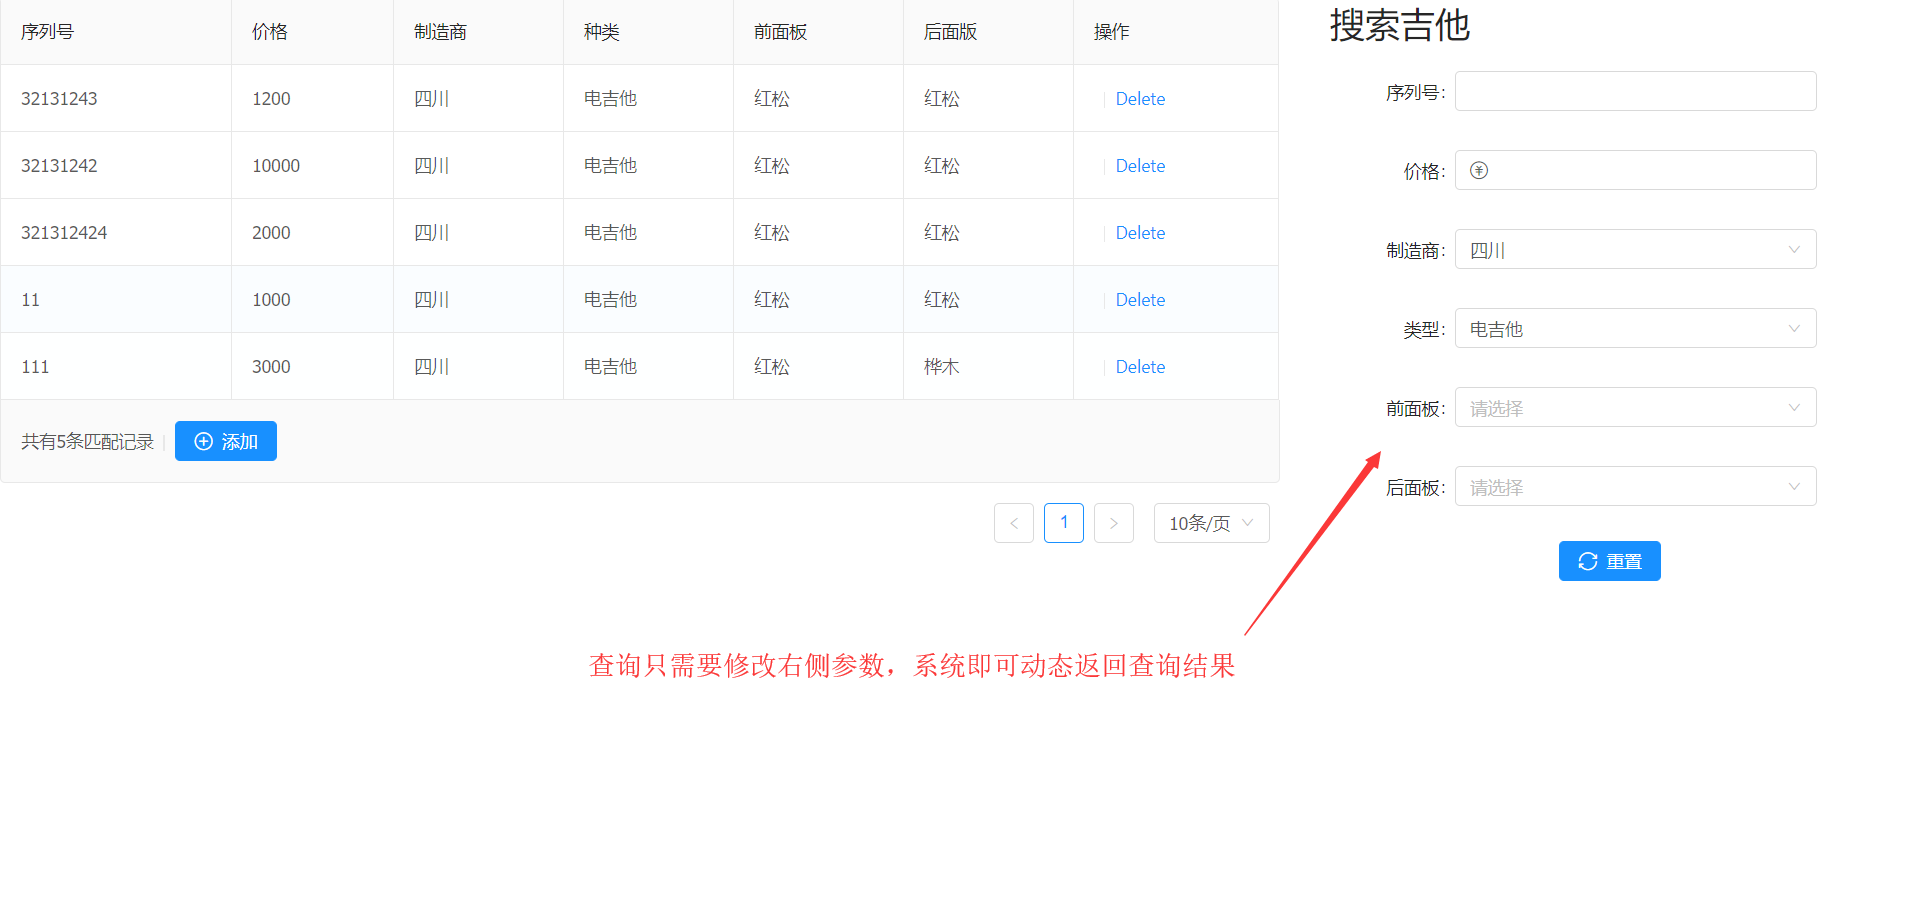 序列号 价格 制造商 种类 前面板 后面版 操作
32131243 1200 四川 电吉他 红松 红松 Delete
32131242 10000 四川 电吉他 红松 红松 Delete
321312424 2000 四川 电吉他 红松 红松 Delete
11 1000 四川 电吉他 红松 红松 Delete
111 3000 四川 电吉他 红松 桦木 Delete
共有5条匹配记录 添加
< 1 > 10条/页
搜索吉他
序列号:
价格: ¥
制造商: 四川
类型: 电吉他
前面板: 请选择
后面板: 请选择
重置
查询只需要修改右侧参数，系统即可动态返回查询结果